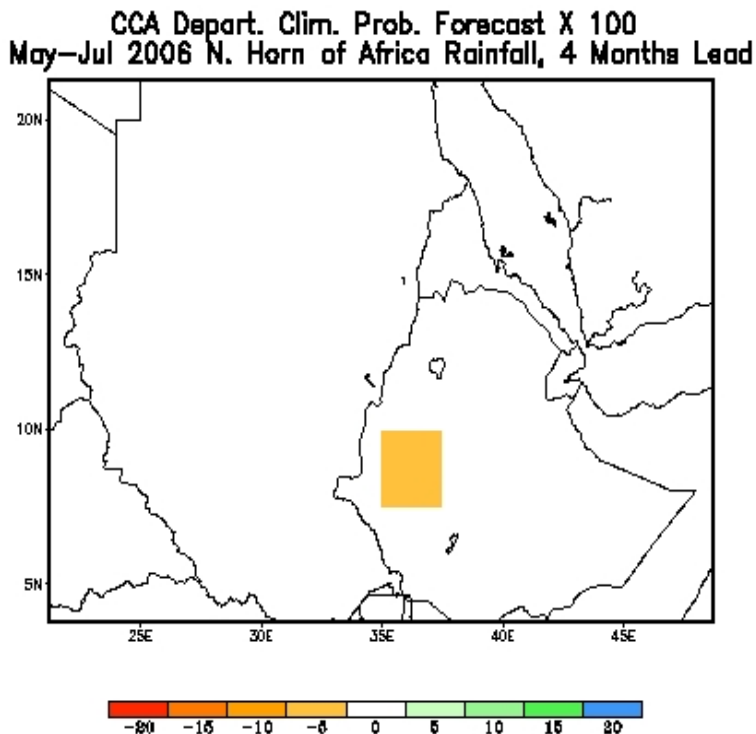 CCA Depart. Clim. Prob. Forecast X 100
May-Jul 2006 N. Horn of Africa Rainfall, 4 Months Lead
20N
15N
10N
5N
25E 30E 35E 40E 45E
-20 -15 -10 -5 0 5 10 15 20